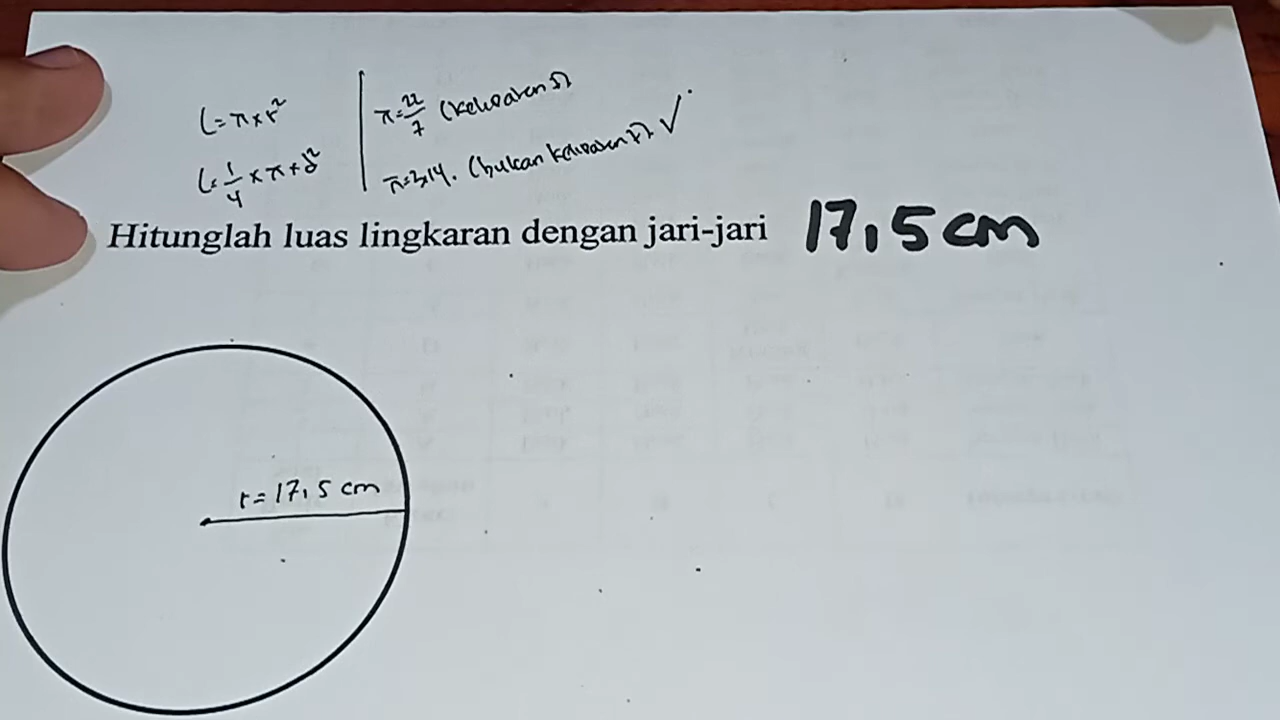 L = π × r²
L = 1/4 × π × d²
π = 22/7 (kelipatan 7)
π = 3,14. (bukan kelipatan 7) ✓
Hitunglah luas lingkaran dengan jari-jari 17,5 cm
r = 17,5 cm